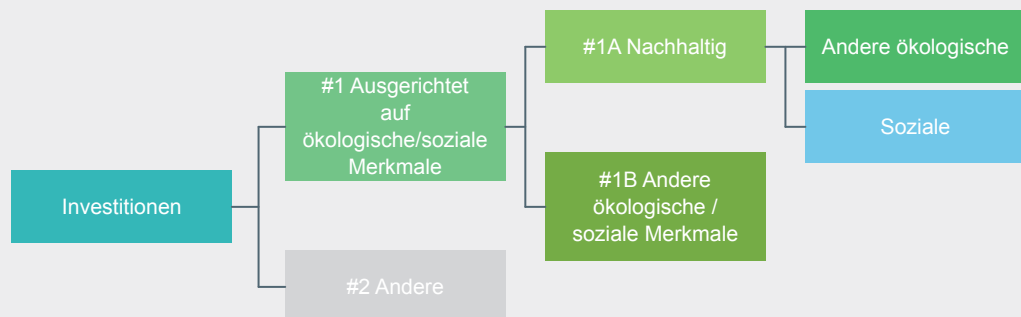 Investitionen
#1 Ausgerichtet
auf
ökologische/soziale
Merkmale
#2 Andere
#1A Nachhaltig
#1B Andere
ökologische /
soziale Merkmale
Andere ökologische
Soziale